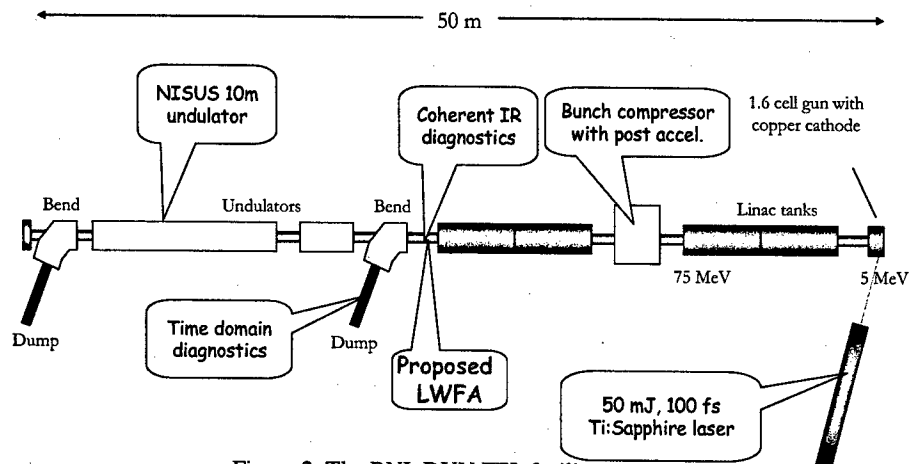 50 m
NISUS 10m
undulator
Coherent IR
diagnostics
Bunch compressor
with post accel.
1.6 cell gun with
copper cathode
Bend
Undulators
Bend
Linac tanks
75 MeV
5 MeV
Dump
Time domain
diagnostics
Dump
Proposed
LWFA
50 mJ, 100 fs
Ti:Sapphire laser